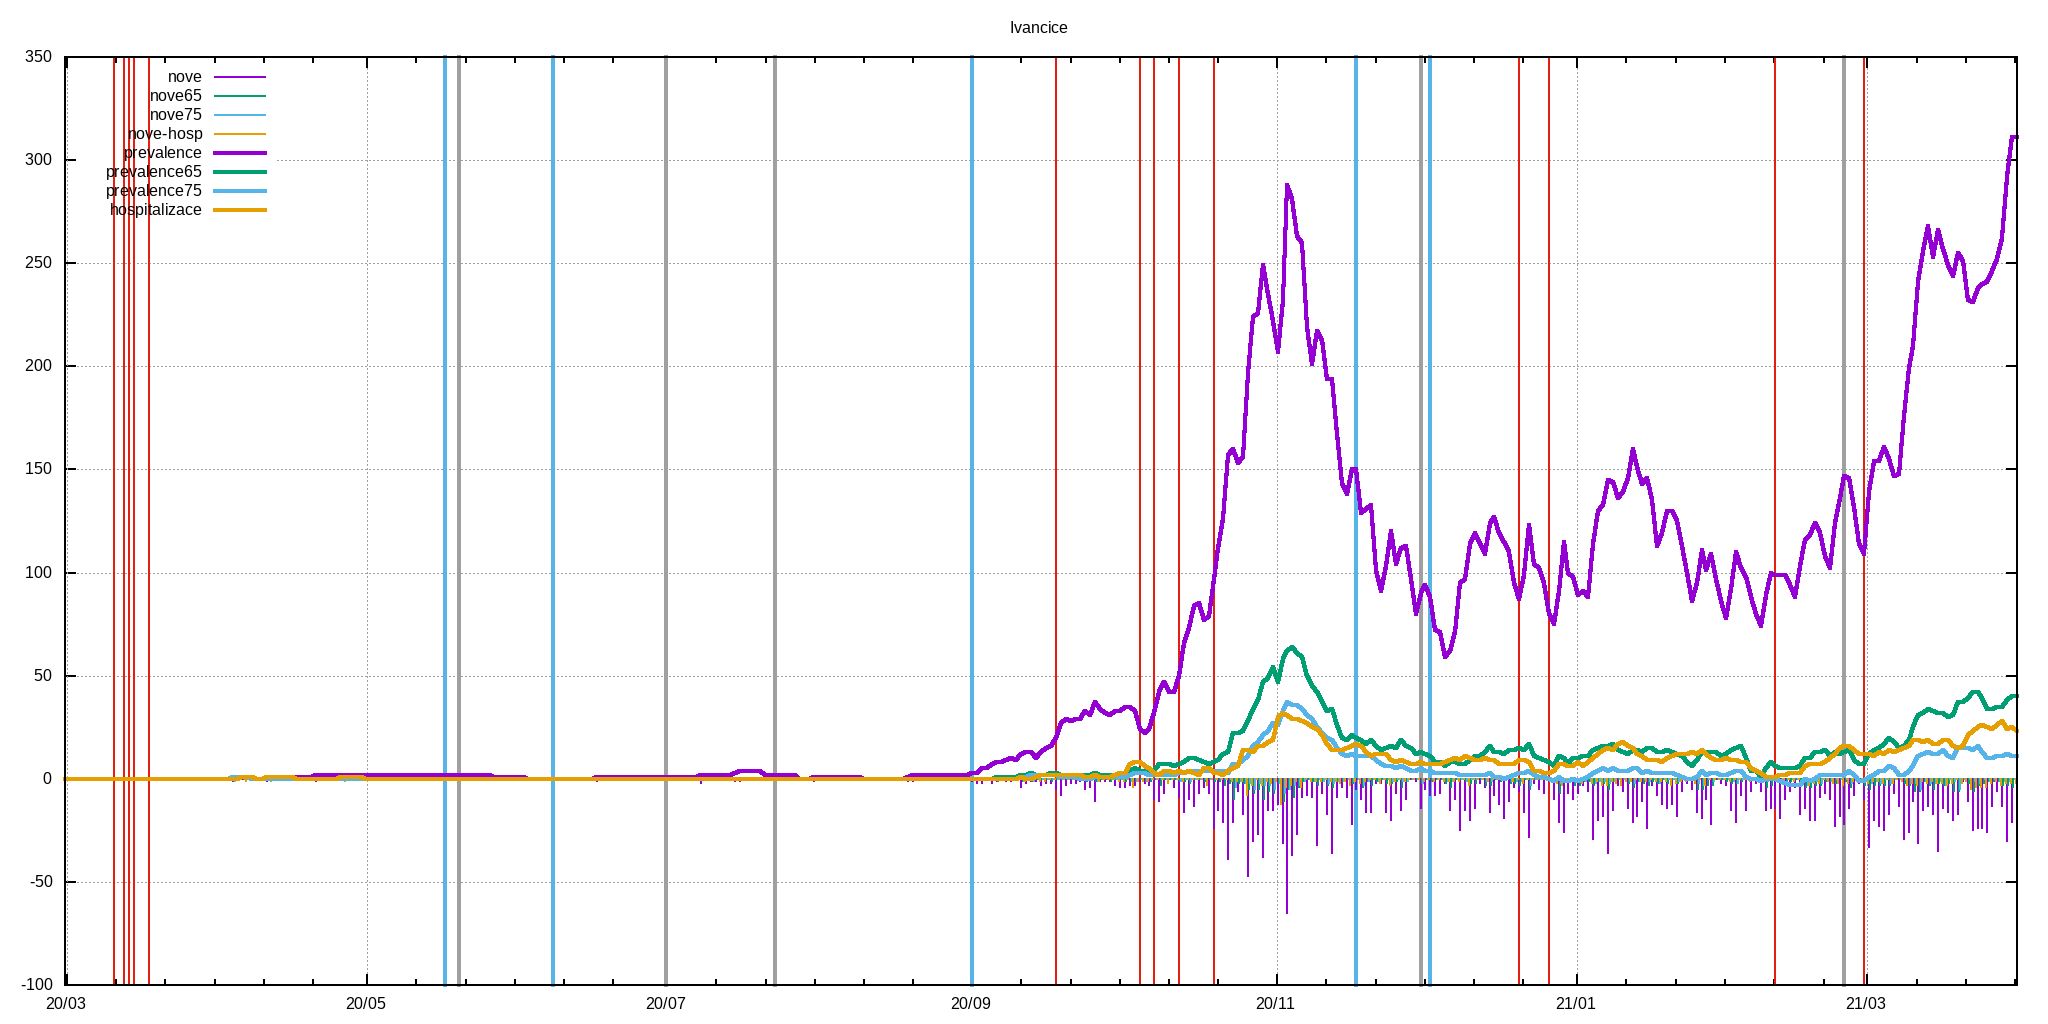 Ivancice
350
300
250
200
150
100
50
0
-50
-100
nove
nove65
nove75
nove-hosp
prevalence
prevalence65
prevalence75
hospitalizace
20/03 20/05 20/07 20/09 20/11 21/01 21/03